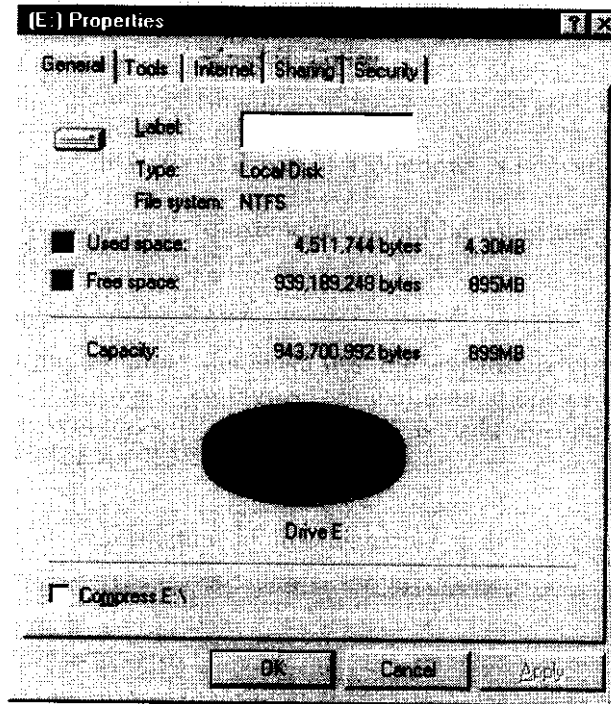 (E:) Properties
General Tools Internet Sharing Security
Label:
Type: Local Disk
File system: NTFS
Used space: 4,511,744 bytes 4.30MB
Free space: 939,189,248 bytes 895MB
Capacity: 943,700,992 bytes 899MB
Drive E
Compress E:\
OK Cancel Apply